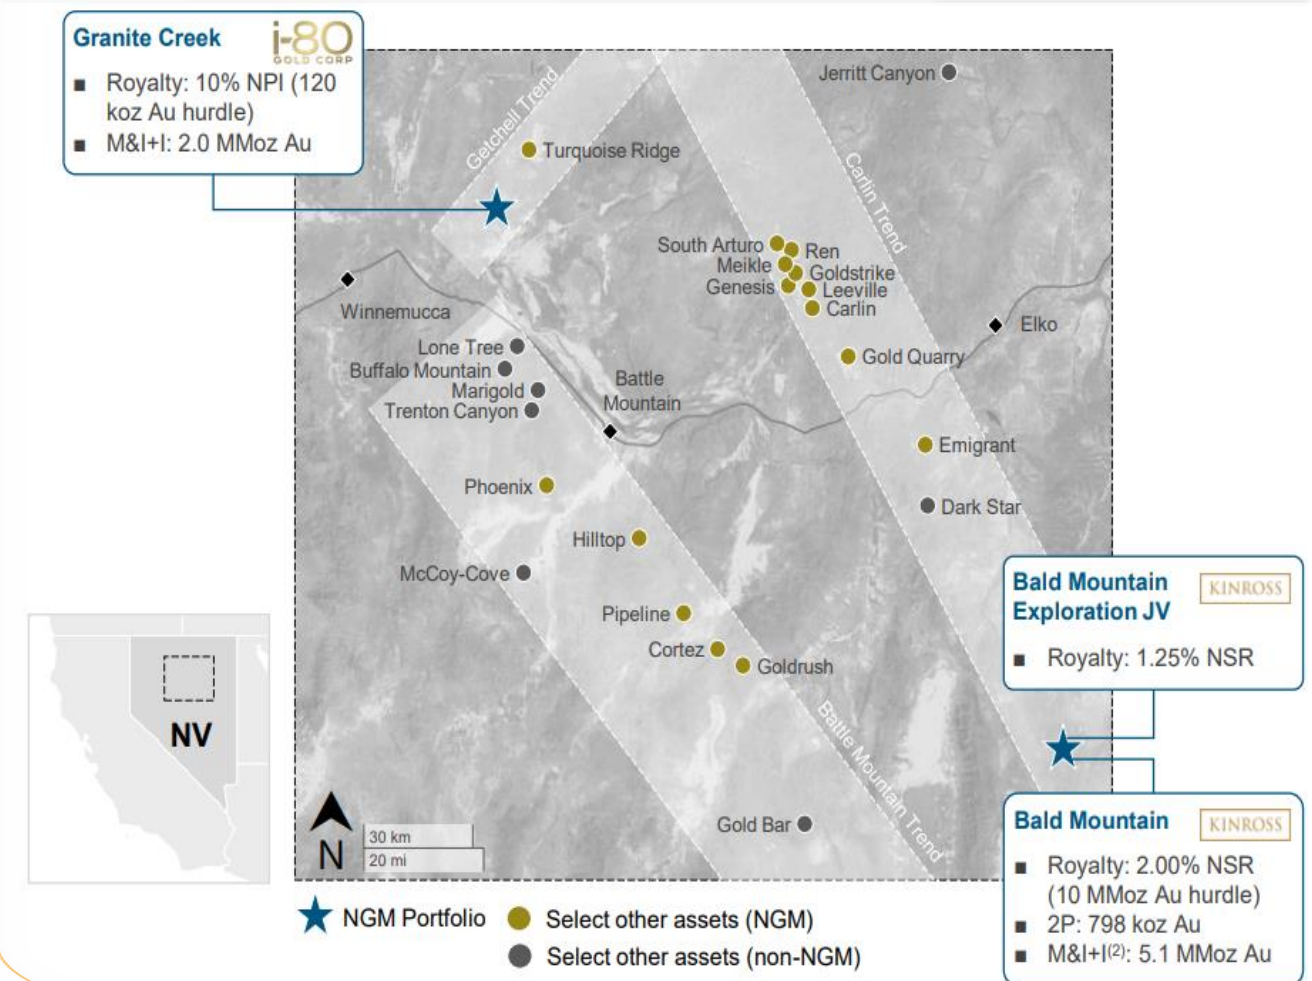 Granite Creek
i-80
GOLD CORP
■ Royalty: 10% NPI (120
koz Au hurdle)
■ M&I+I: 2.0 MMoz Au
Getchell Trend
Jerritt Canyon
Turquoise Ridge
Carlin Trend
South Arturo
Ren
Meikle
Goldstrike
Genesis
Leeville
Carlin
Winnemucca
Elko
Lone Tree
Gold Quarry
Buffalo Mountain
Battle
Mountain
Marigold
Trenton Canyon
Emigrant
Phoenix
Dark Star
Hilltop
McCoy-Cove
Pipeline
Cortez
Goldrush
Battle Mountain Trend
Gold Bar
Bald Mountain
Exploration JV
KINROSS
■ Royalty: 1.25% NSR
Bald Mountain
KINROSS
■ Royalty: 2.00% NSR
(10 MMoz Au hurdle)
■ 2P: 798 koz Au
■ M&I+I(2): 5.1 MMoz Au
NV
N
30 km
20 mi
NGM Portfolio
Select other assets (NGM)
Select other assets (non-NGM)